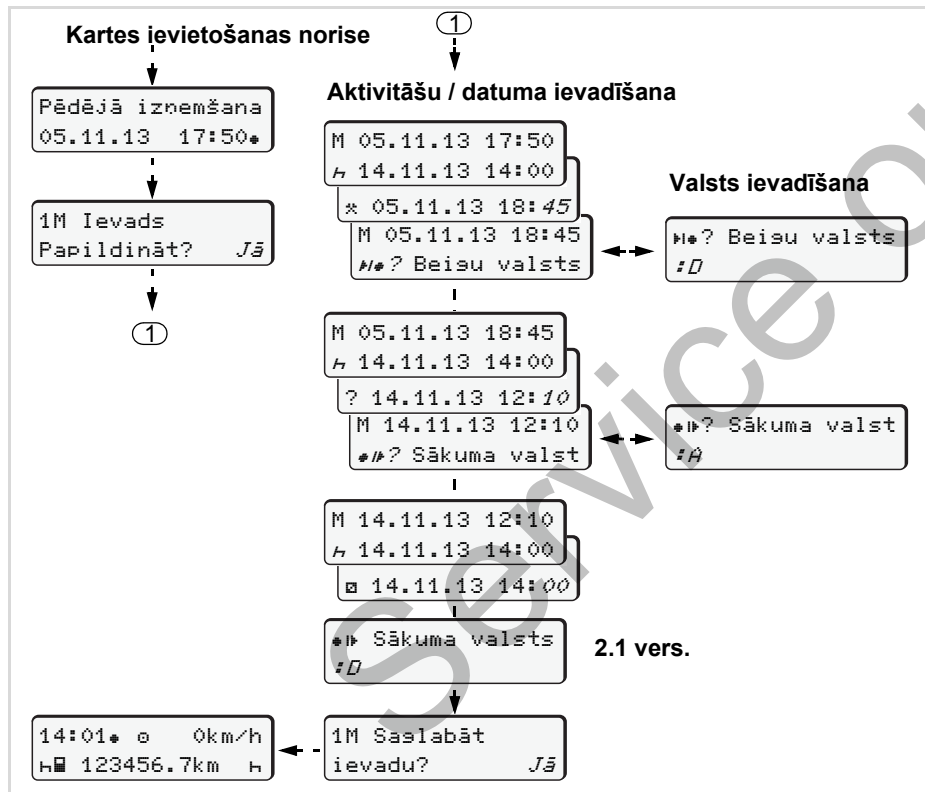 Kartes ievietošanas norise
Pēdējā izņemšana
05.11.13 17:50
1M Ievads
Papildināt? Jā
1
1
Aktivitāšu / datuma ievadīšana
M 05.11.13 17:50
14.11.13 14:00
05.11.13 18:45
M 05.11.13 18:45
? Beigu valsts
Valsts ievadīšana
? Beigu valsts
:D
M 05.11.13 18:45
14.11.13 14:00
? 14.11.13 12:10
M 14.11.13 12:10
? Sākuma valst
? Sākuma valst
:A
M 14.11.13 12:10
14.11.13 14:00
14.11.13 14:00
Sākuma valsts
:D
2.1 vers.
1M Saglabāt
ievadu? Jā
14:01 0km/h
123456.7km
Service